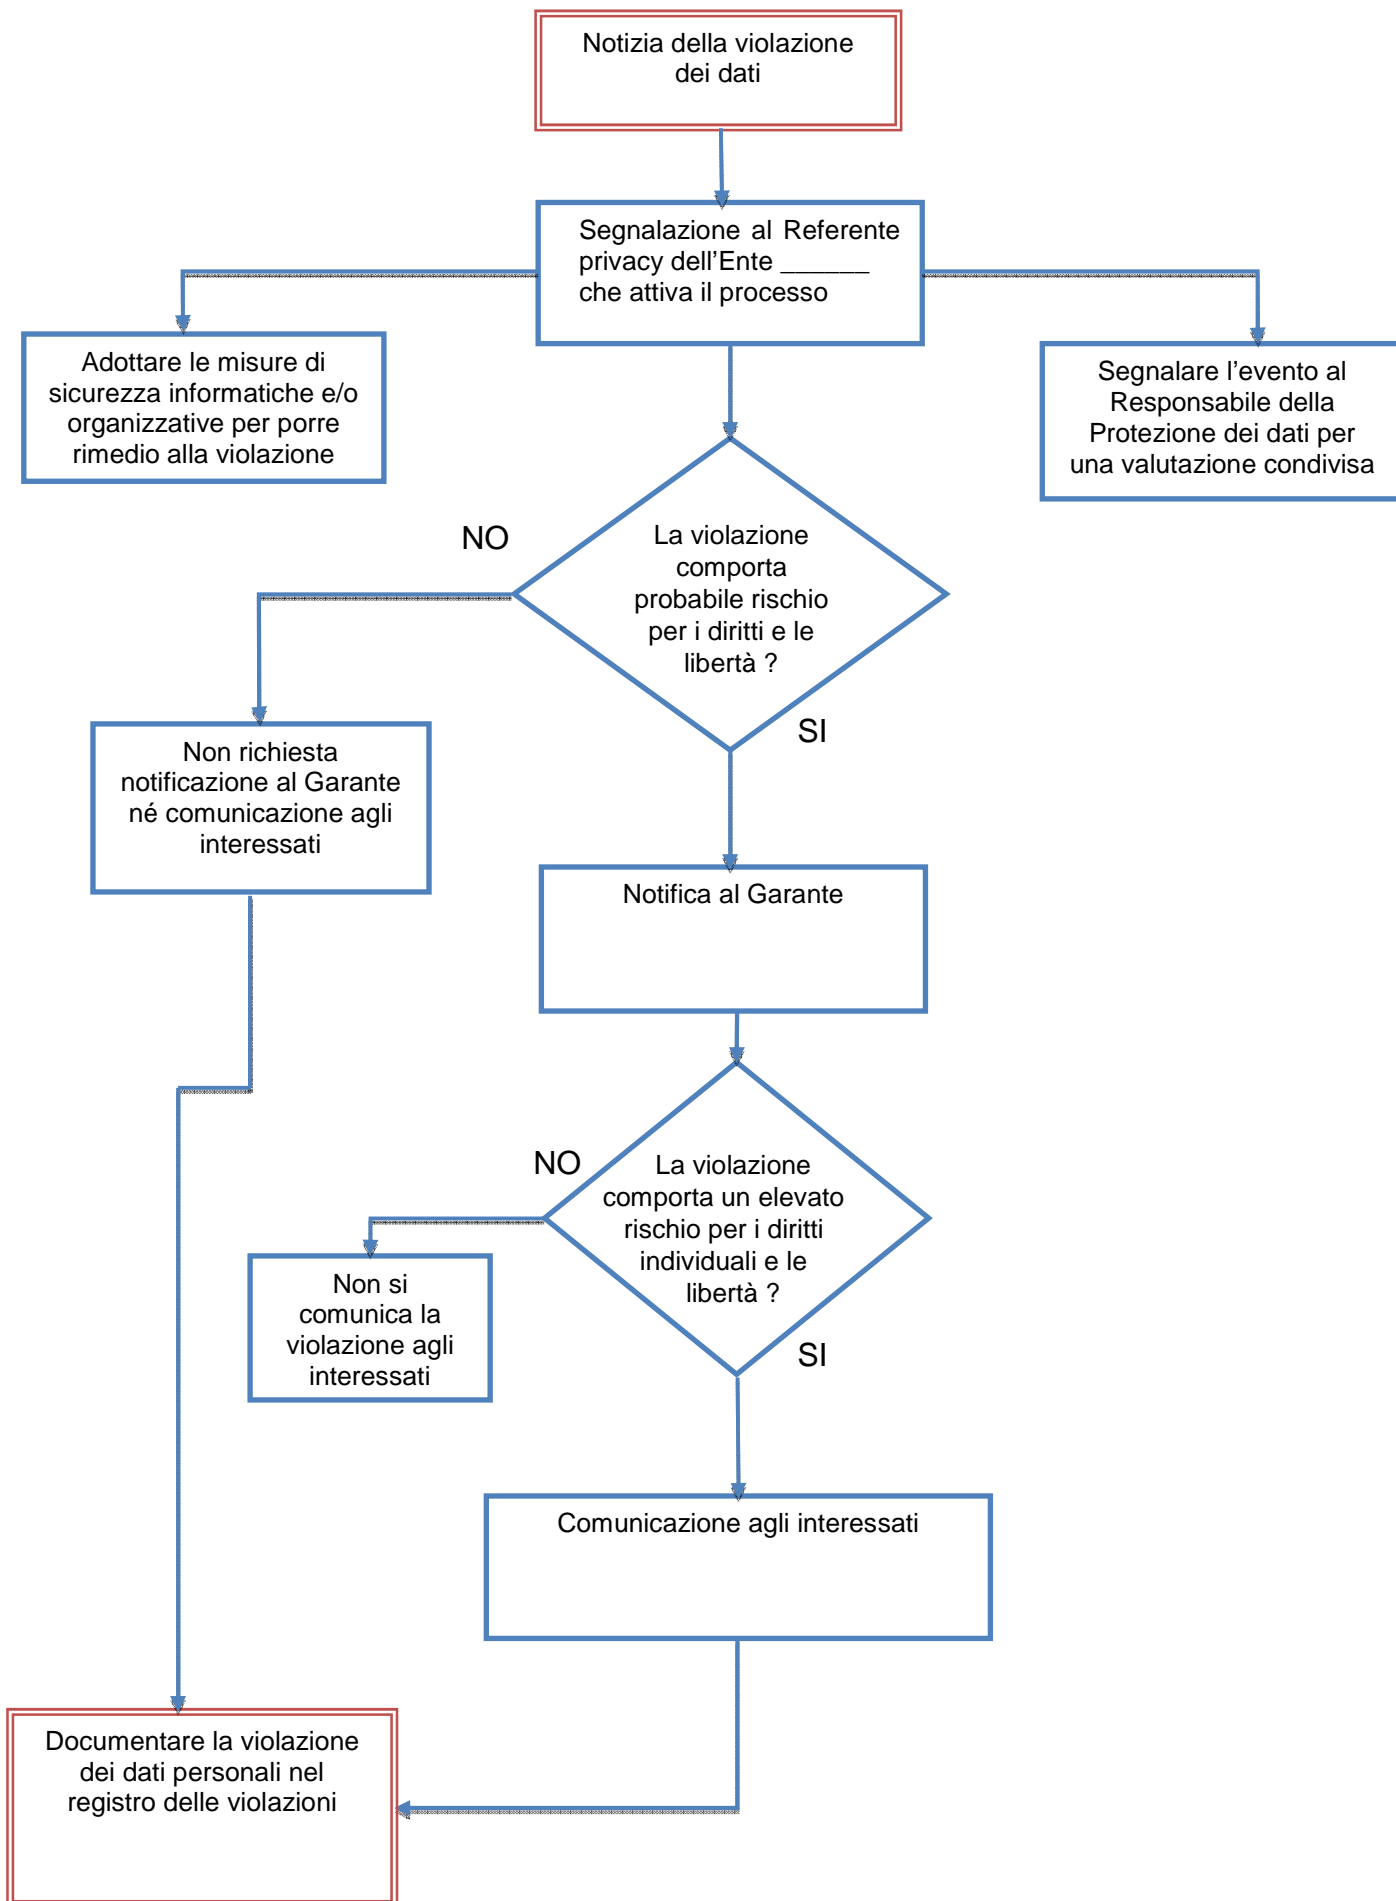 Notizia della violazione
dei dati
Segnalazione al Referente
privacy dell’Ente ______
che attiva il processo
Adottare le misure di
sicurezza informatiche e/o
organizzative per porre
rimedio alla violazione
Segnalare l’evento al
Responsabile della
Protezione dei dati per
una valutazione condivisa
NO
La violazione
comporta
probabile rischio
per i diritti e le
libertà ?
SI
Non richiesta
notificazione al Garante
né comunicazione agli
interessati
Notifica al Garante
NO
La violazione
comporta un elevato
rischio per i diritti
individuali e le
libertà ?
SI
Non si
comunica la
violazione agli
interessati
Comunicazione agli interessati
Documentare la violazione
dei dati personali nel
registro delle violazioni